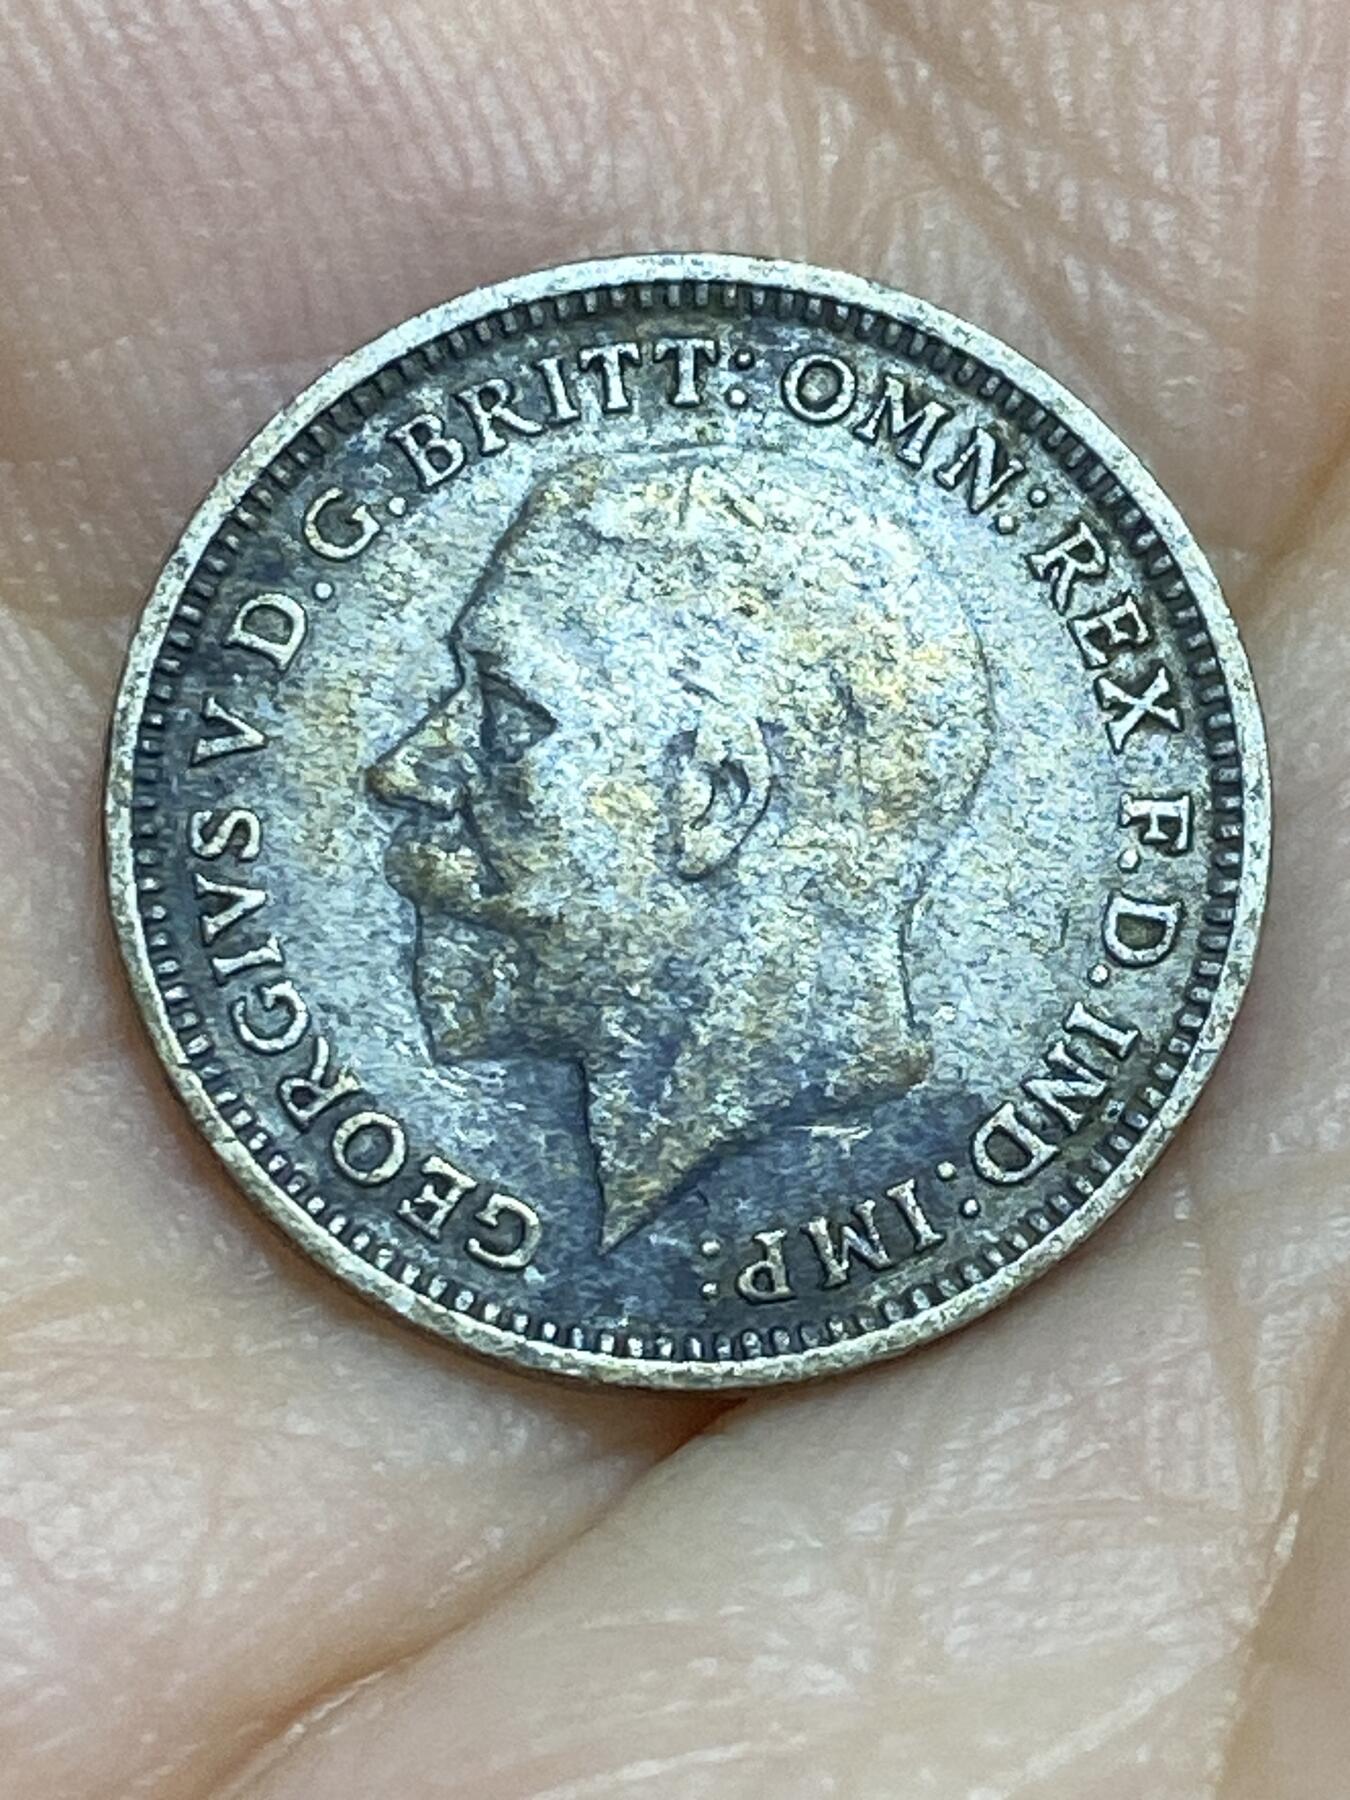 GEORGIVS V D.G.BRITT: OMN: REX F.D.IND: IMP: